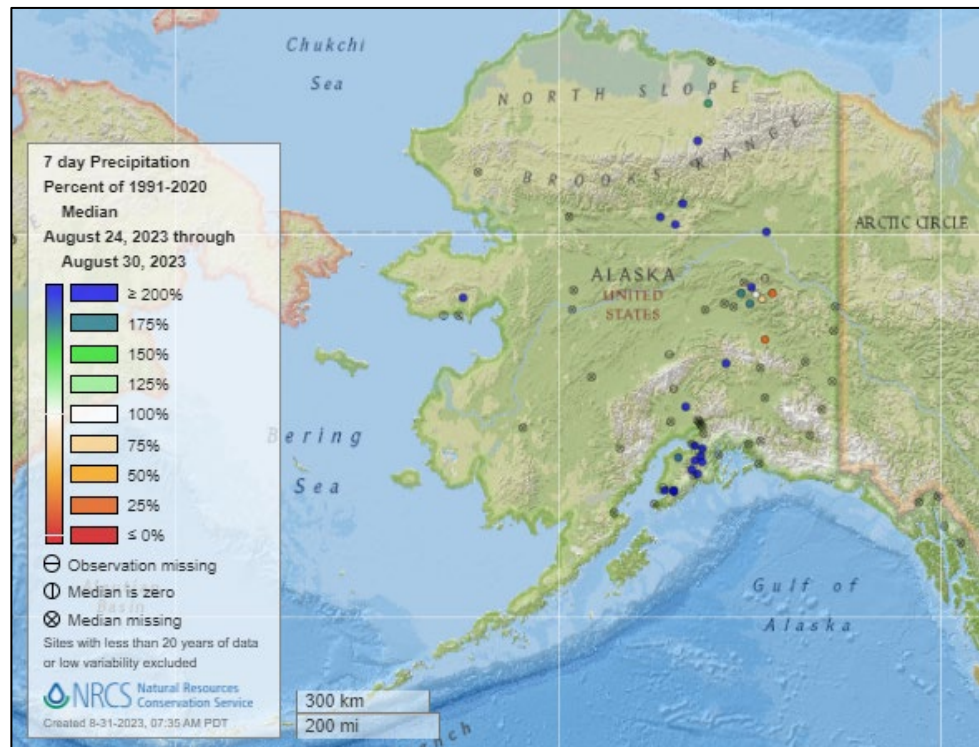 Chukchi
Sea
NORTH SLOPE
BROOKS RANGE
ARCTIC CIRCLE
ALASKA
UNITED
STATES
Bering
Sea
Gulf of
Alaska
7 day Precipitation
Percent of 1991-2020
Median
August 24, 2023 through
August 30, 2023
≥ 200%
175%
150%
125%
100%
75%
50%
25%
≤ 0%
Observation missing
Median is zero
Median missing
Sites with less than 20 years of data
or low variability excluded
NRCS Natural Resources
Conservation Service
Created 8-31-2023, 07:35 AM PDT
Aleutian
Basin
300 km
200 mi